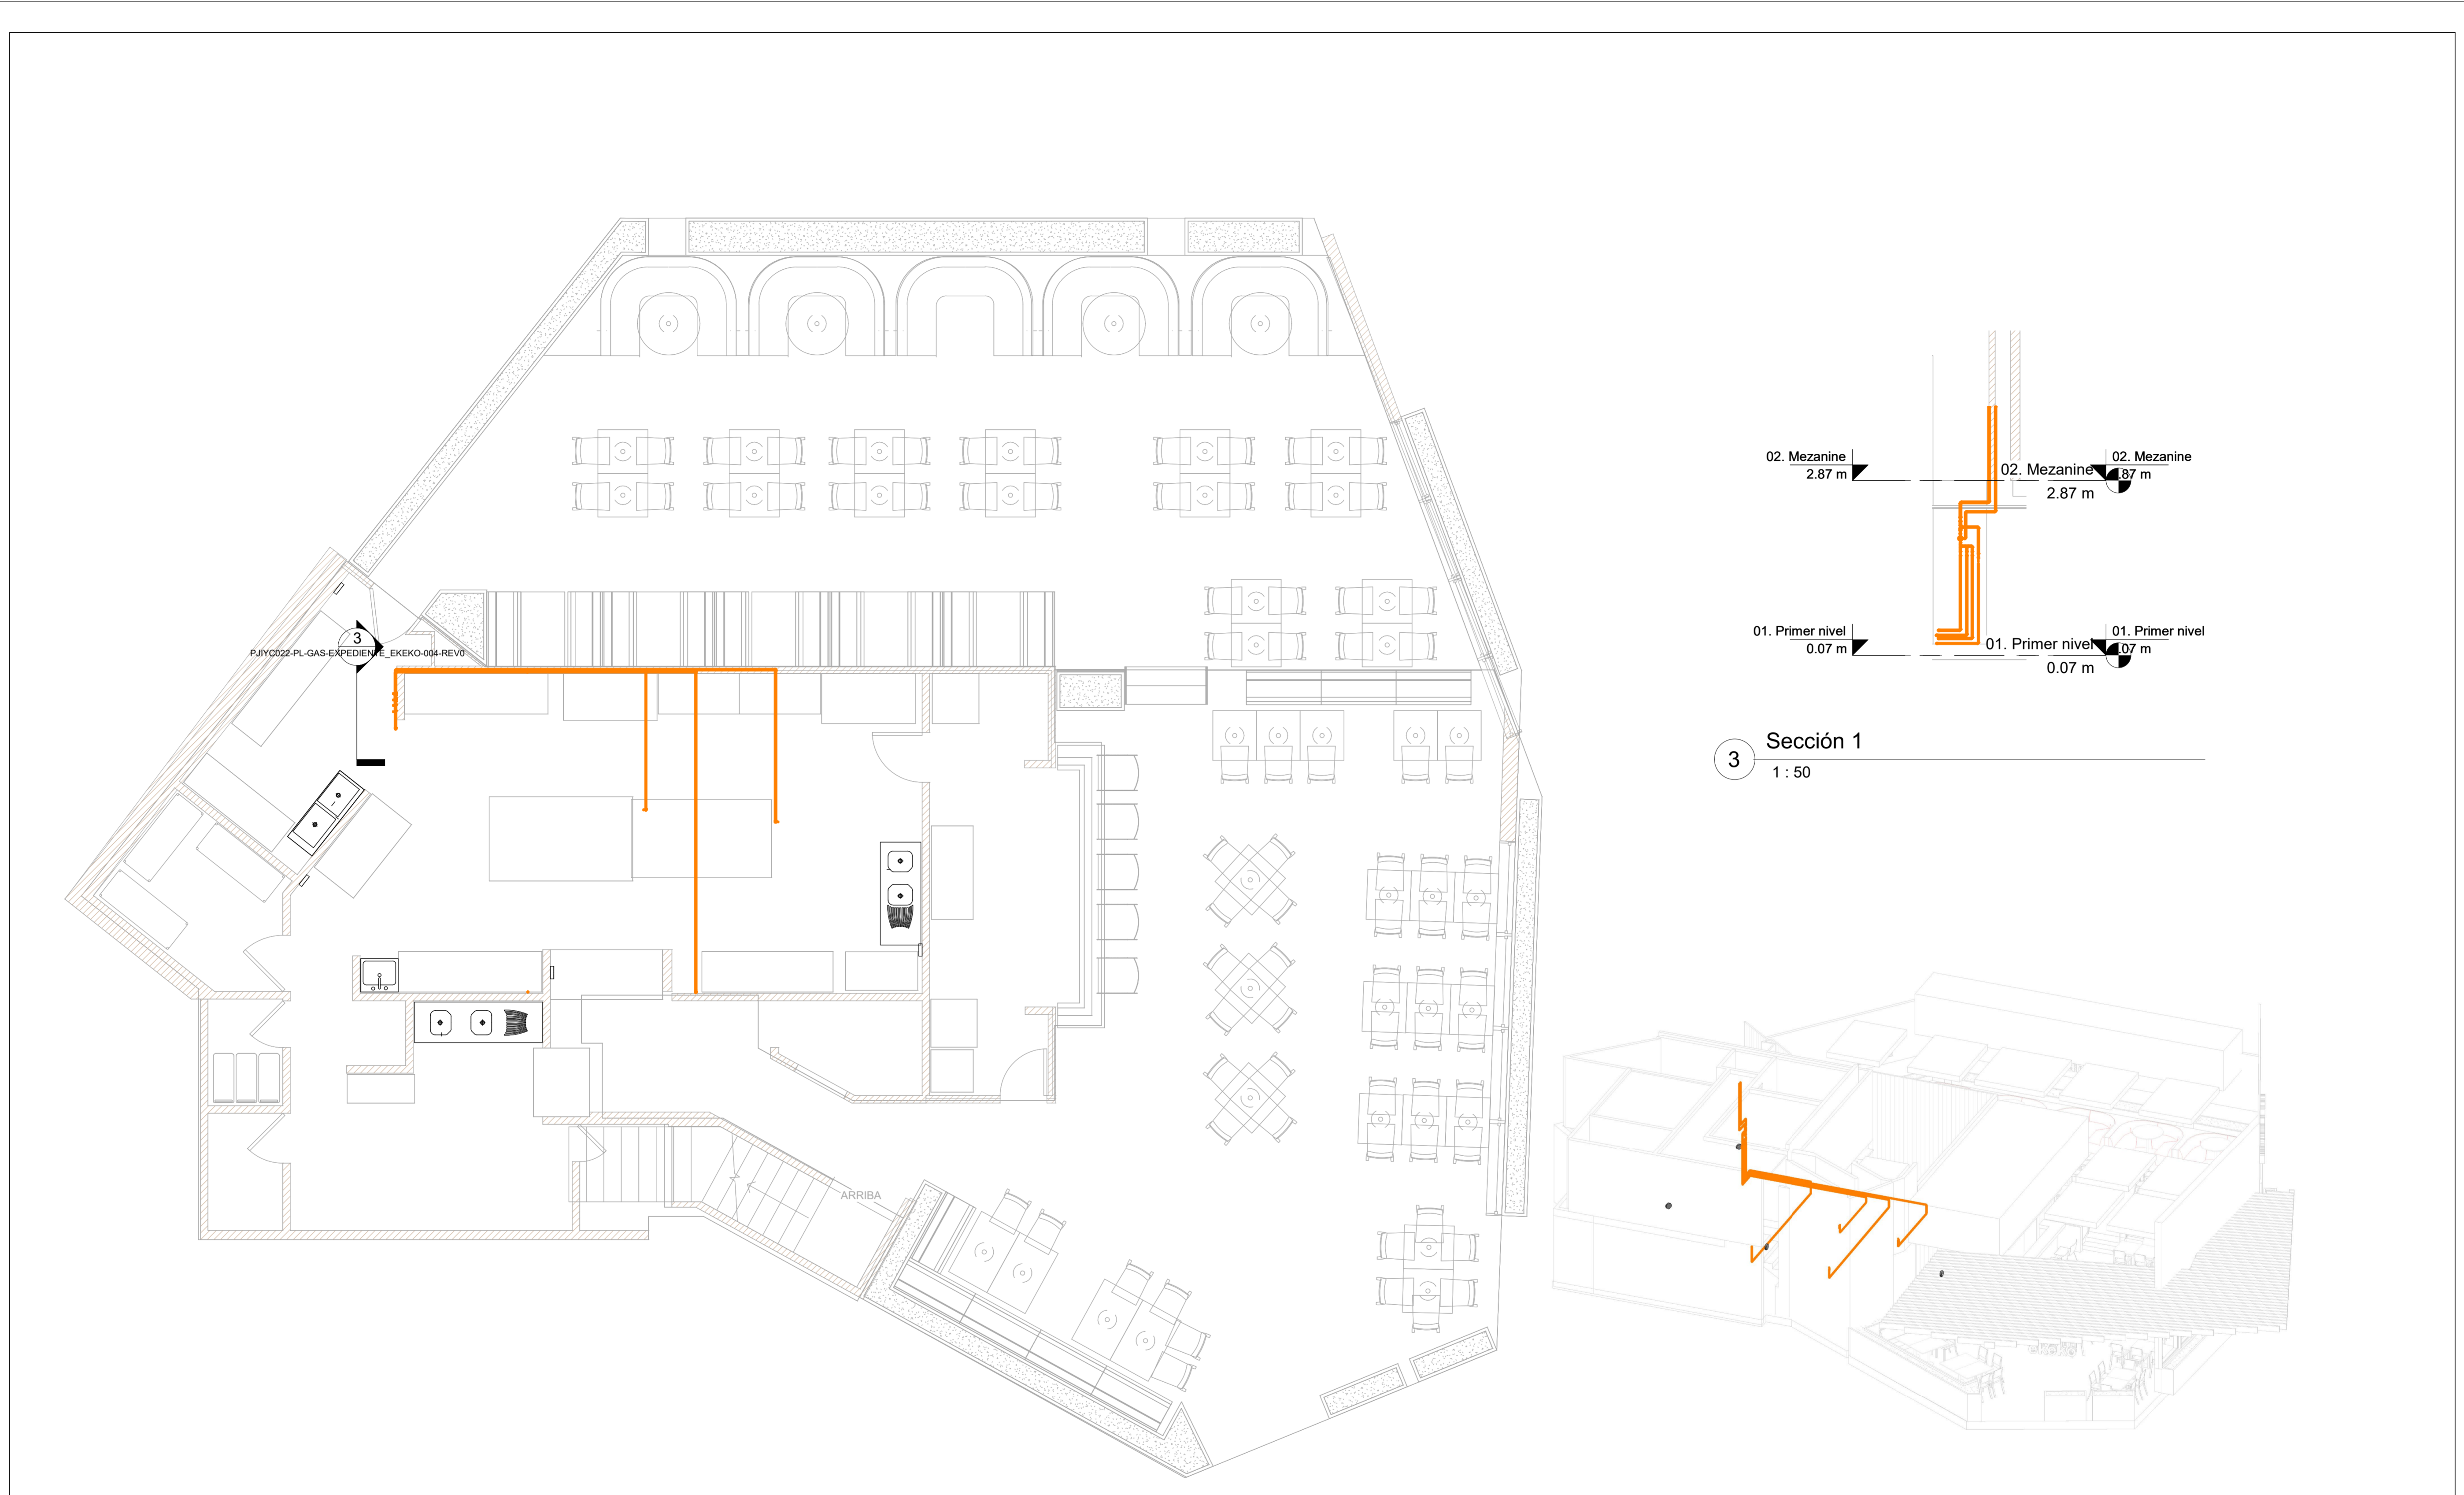 3
PJIYC022-PL-GAS-EXPEDIENTE_EKEKO-004-REV0
ARRIBA
02. Mezanine
2.87 m
02. Mezanine
2.87 m
02. Mezanine
.87 m
01. Primer nivel
0.07 m
01. Primer nivel
0.07 m
01. Primer nivel
.07 m
3
Sección 1
1 : 50